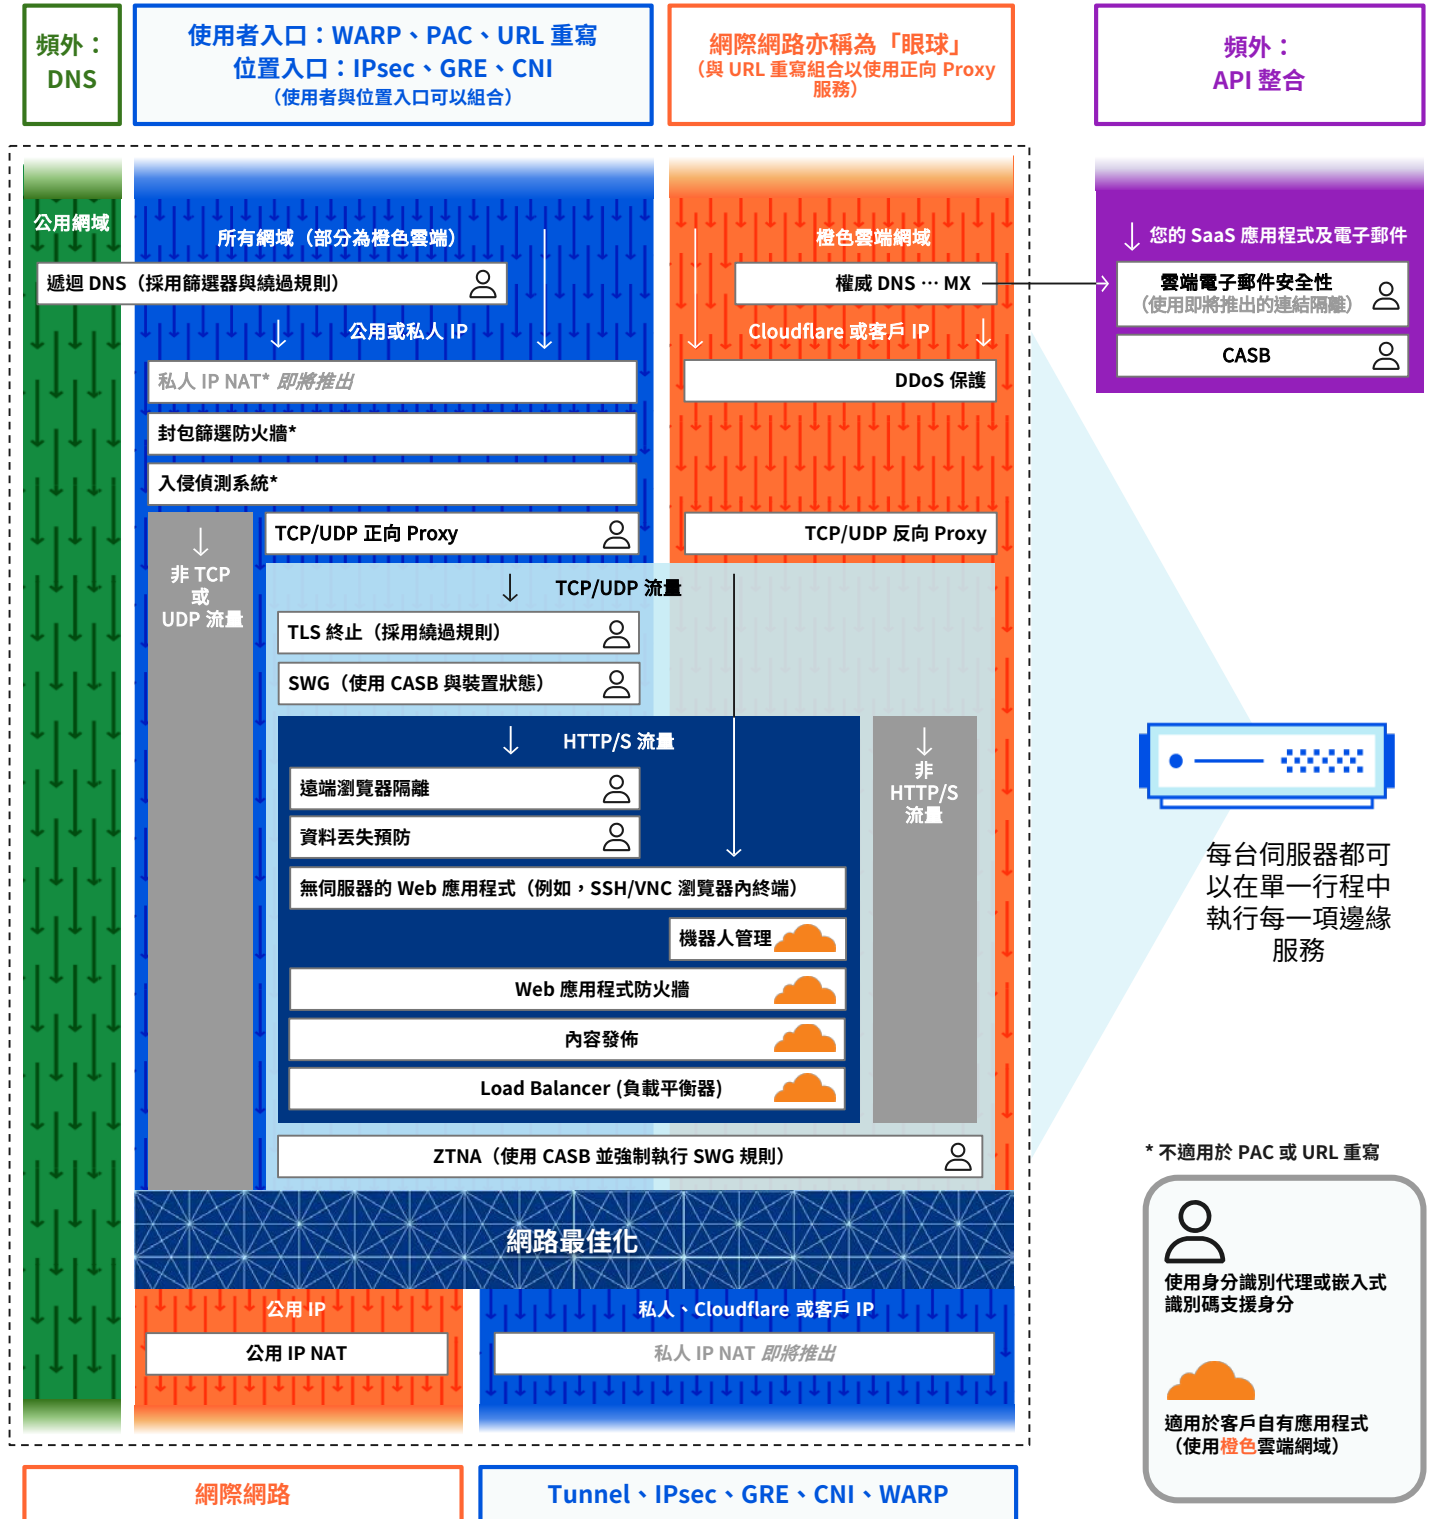 頻外：
DNS
使用者入口：WARP、PAC、URL 重寫
位置入口：IPsec、GRE、CNI
（使用者與位置入口可以組合）
網際網路亦稱為「眼球」
（與 URL 重寫組合以使用正向 Proxy
服務）
頻外：
API 整合
公用網域
所有網域（部分為橙色雲端）
橙色雲端網域
您的 SaaS 應用程式及電子郵件
遞迴 DNS（採用篩選器與繞過規則）
權威 DNS ⋯ MX
雲端電子郵件安全性
（使用即將推出的連結隔離）
公用或私人 IP
Cloudflare 或客戶 IP
CASB
私人 IP NAT* 即將推出
DDoS 保護
封包篩選防火牆*
入侵偵測系統*
TCP/UDP 正向 Proxy
TCP/UDP 反向 Proxy
非 TCP
或
UDP 流量
TCP/UDP 流量
TLS 終止（採用繞過規則）
SWG（使用 CASB 與裝置狀態）
HTTP/S 流量
非
HTTP/S
流量
遠端瀏覽器隔離
資料丟失預防
無伺服器的 Web 應用程式（例如，SSH/VNC 瀏覽器內終端）
機器人管理
Web 應用程式防火牆
內容發佈
Load Balancer (負載平衡器)
ZTNA（使用 CASB 並強制執行 SWG 規則）
每台伺服器都可
以在單一行程中
執行每一項邊緣
服務
* 不適用於 PAC 或 URL 重寫
網路最佳化
使用身分識別代理或嵌入式
識別碼支援身分
公用 IP
私人、Cloudflare 或客戶 IP
公用 IP NAT
私人 IP NAT 即將推出
適用於客戶自有應用程式
（使用橙色雲端網域）
網際網路
Tunnel、IPsec、GRE、CNI、WARP